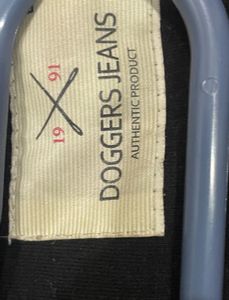 19 91
DOGGERS JEANS
AUTHENTIC PRODUCT